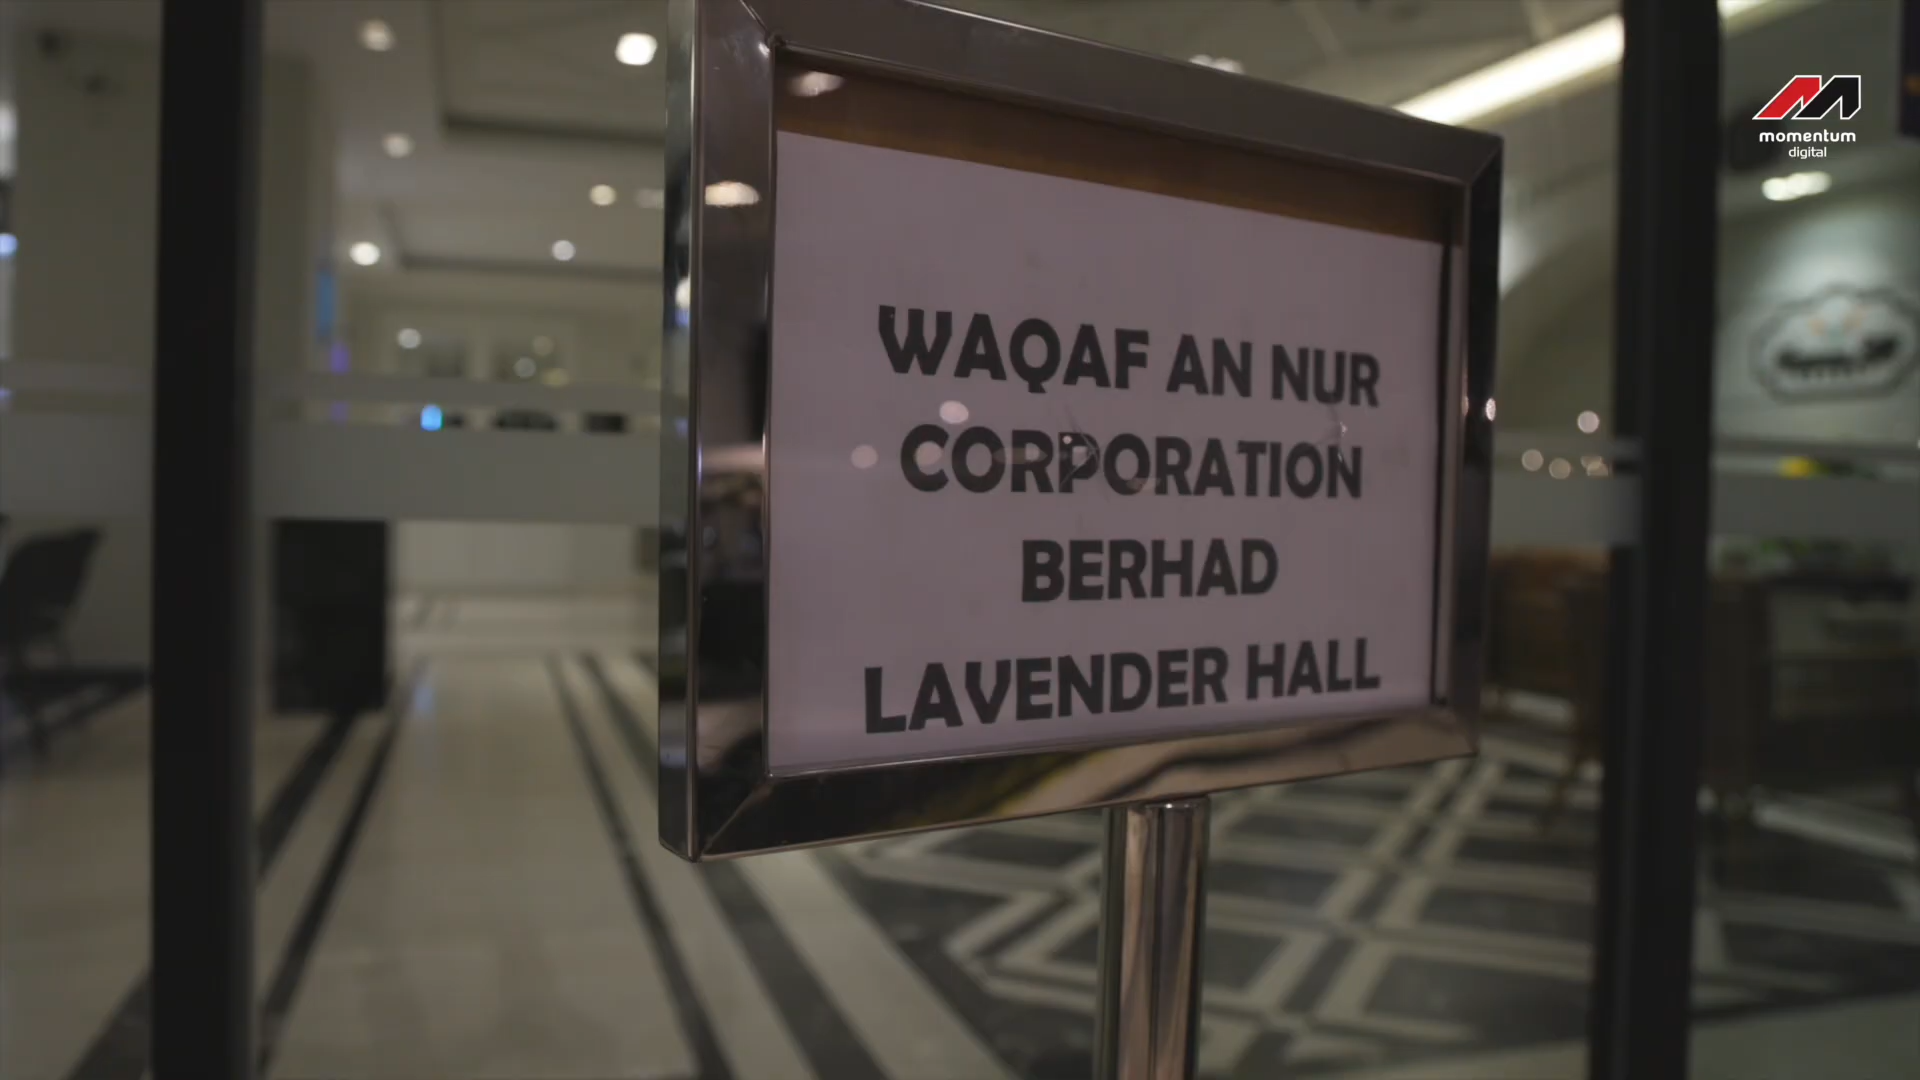 momentum
digital
WAQAF AN NUR
CORPORATION
BERHAD
LAVENDER HALL